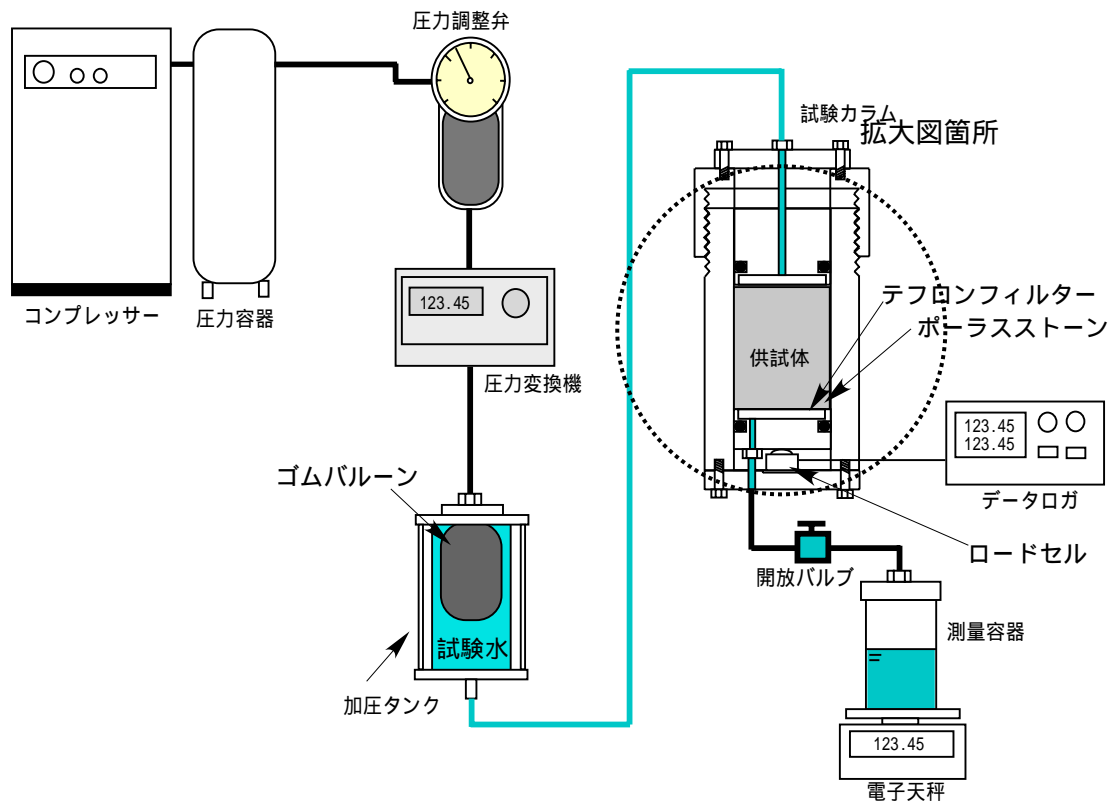 圧力調整弁
試験カラム
拡大図箇所
コンプレッサー
圧力容器
123.45
圧力変換機
テフロンフィルター
ポーラスストーン
供試体
123.45
123.45
データロガ
ゴムバルーン
ロードセル
開放バルブ
試験水
加圧タンク
測量容器
123.45
電子天秤